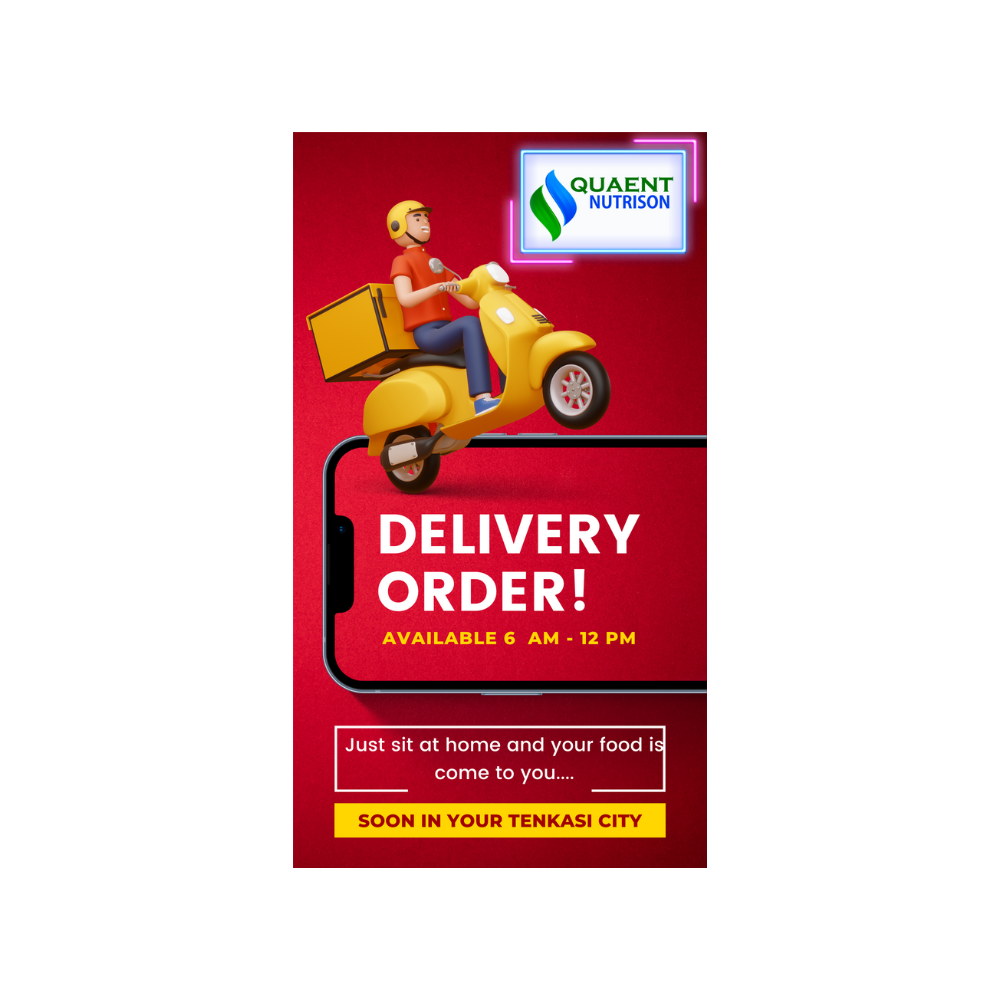 QUAENT
NUTRISON
DELIVERY
ORDER!
AVAILABLE 6 AM - 12 PM
Just sit at home and your food is
come to you....
SOON IN YOUR TENKASI CITY